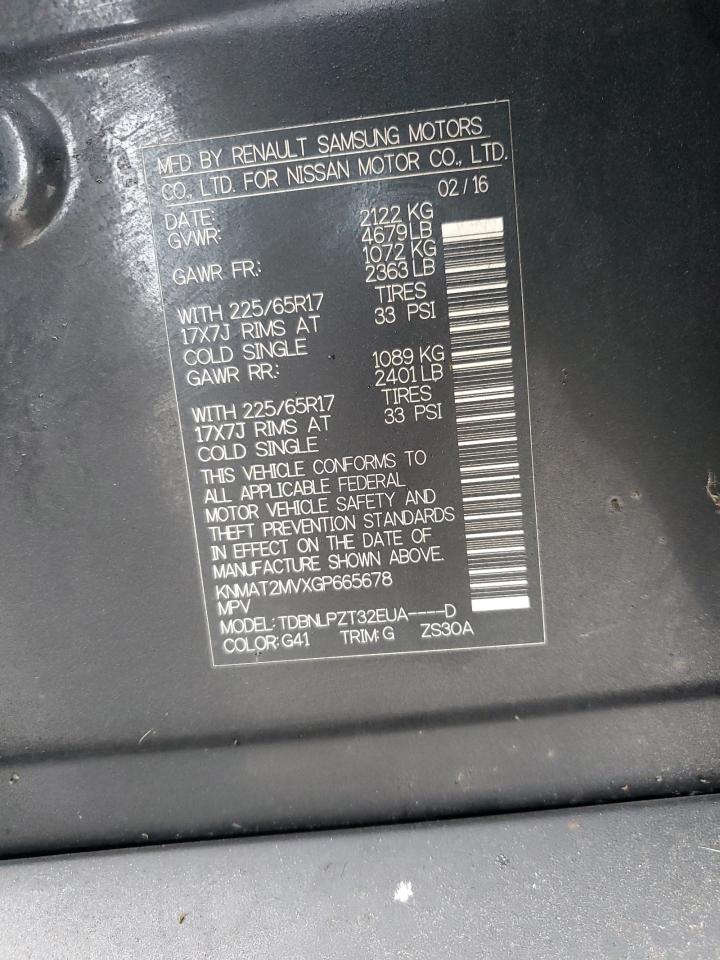 MFD BY RENAULT SAMSUNG MOTORS
CO., LTD. FOR NISSAN MOTOR CO., LTD.
DATE: 02/16
GVWR: 2122 KG
4679 LB
GAWR FR.: 1072 KG
2363 LB
WITH 225/65R17 TIRES
17X7J RIMS AT 33 PSI
COLD SINGLE
GAWR RR.: 1089 KG
2401 LB
WITH 225/65R17 TIRES
17X7J RIMS AT 33 PSI
COLD SINGLE
THIS VEHICLE CONFORMS TO
ALL APPLICABLE FEDERAL
MOTOR VEHICLE SAFETY AND
THEFT PREVENTION STANDARDS
IN EFFECT ON THE DATE OF
MANUFACTURE SHOWN ABOVE.
KNMAT2MVXGP665678
MPV
MODEL: TDBNLPZT32EUA----D
COLOR: G41 TRIM: G ZS30A